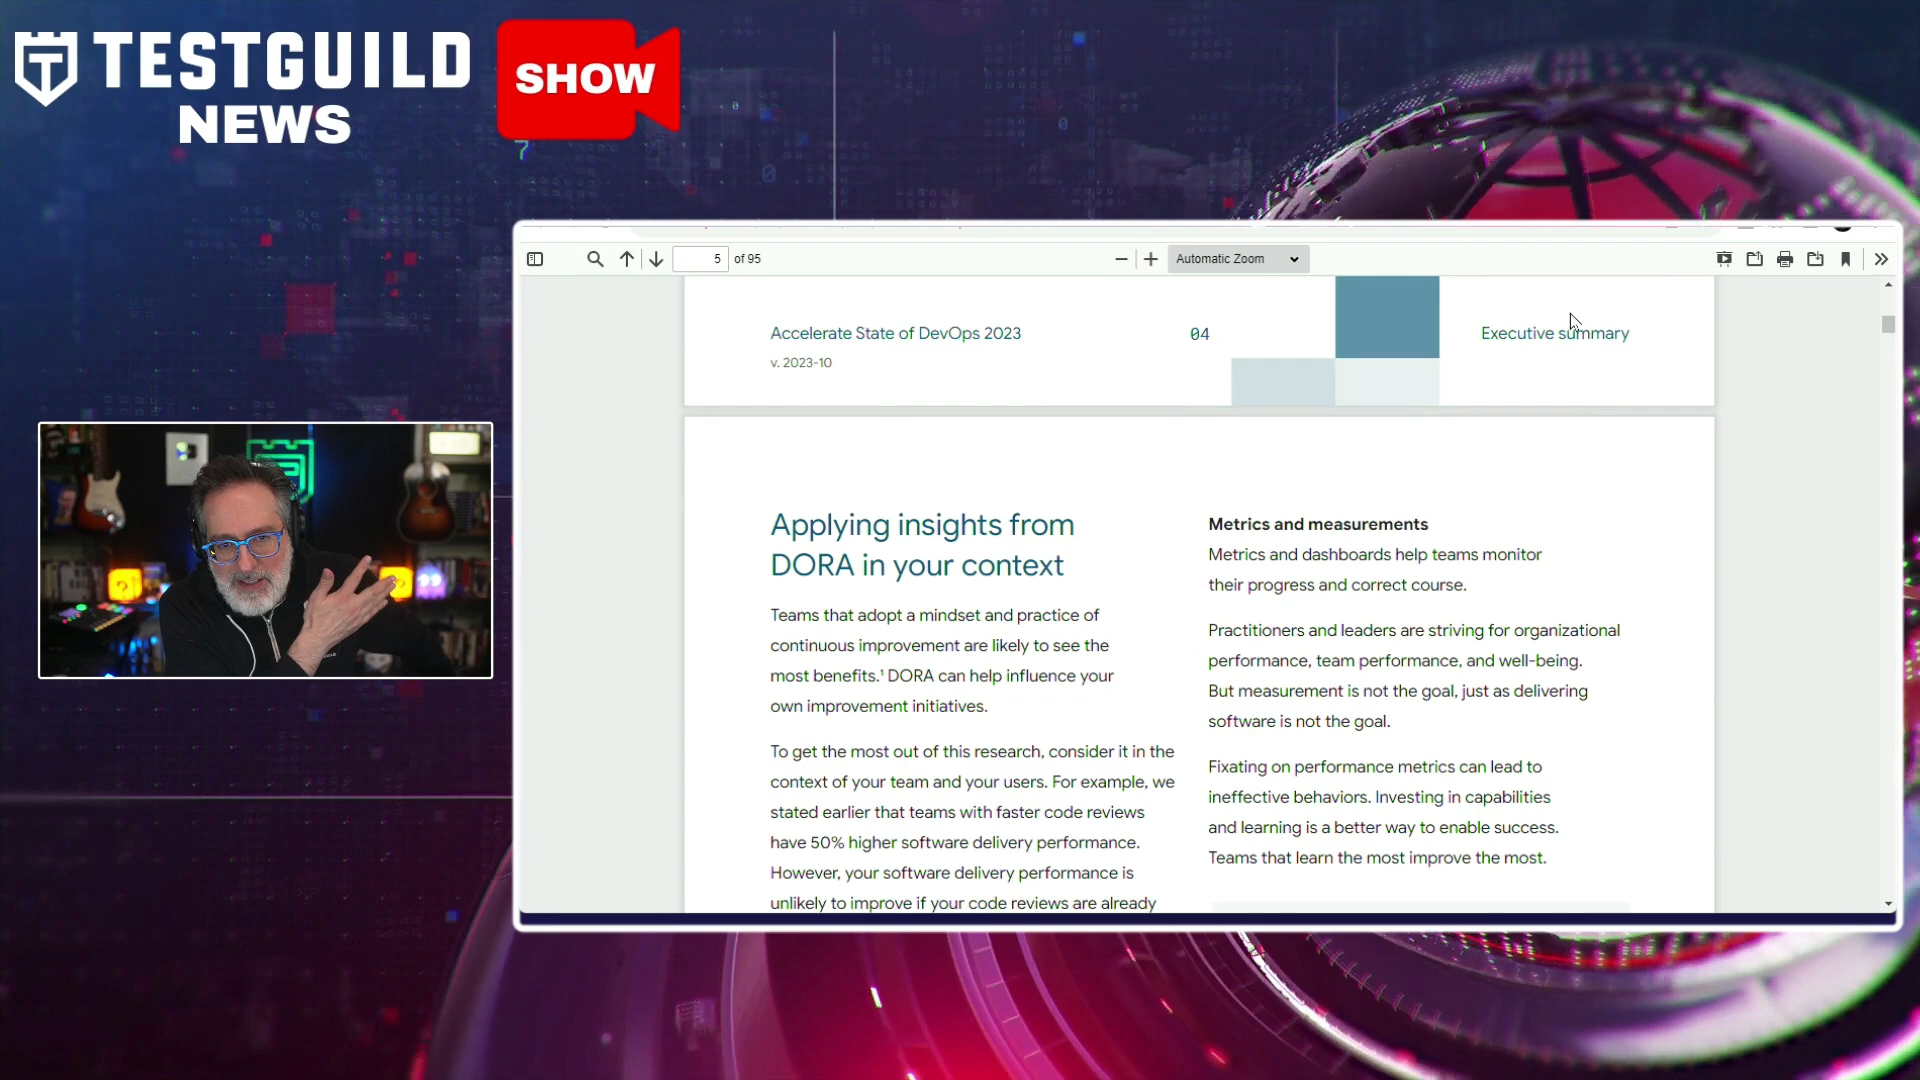 TESTGUILD
NEWS
SHOW
5 of 95
Automatic Zoom
Accelerate State of DevOps 2023
04
Executive summary
v. 2023-10
Applying insights from
DORA in your context
Teams that adopt a mindset and practice of
continuous improvement are likely to see the
most benefits.¹ DORA can help influence your
own improvement initiatives.
To get the most out of this research, consider it in the
context of your team and your users. For example, we
stated earlier that teams with faster code reviews
have 50% higher software delivery performance.
However, your software delivery performance is
unlikely to improve if your code reviews are already
Metrics and measurements
Metrics and dashboards help teams monitor
their progress and correct course.
Practitioners and leaders are striving for organizational
performance, team performance, and well-being.
But measurement is not the goal, just as delivering
software is not the goal.
Fixating on performance metrics can lead to
ineffective behaviors. Investing in capabilities
and learning is a better way to enable success.
Teams that learn the most improve the most.